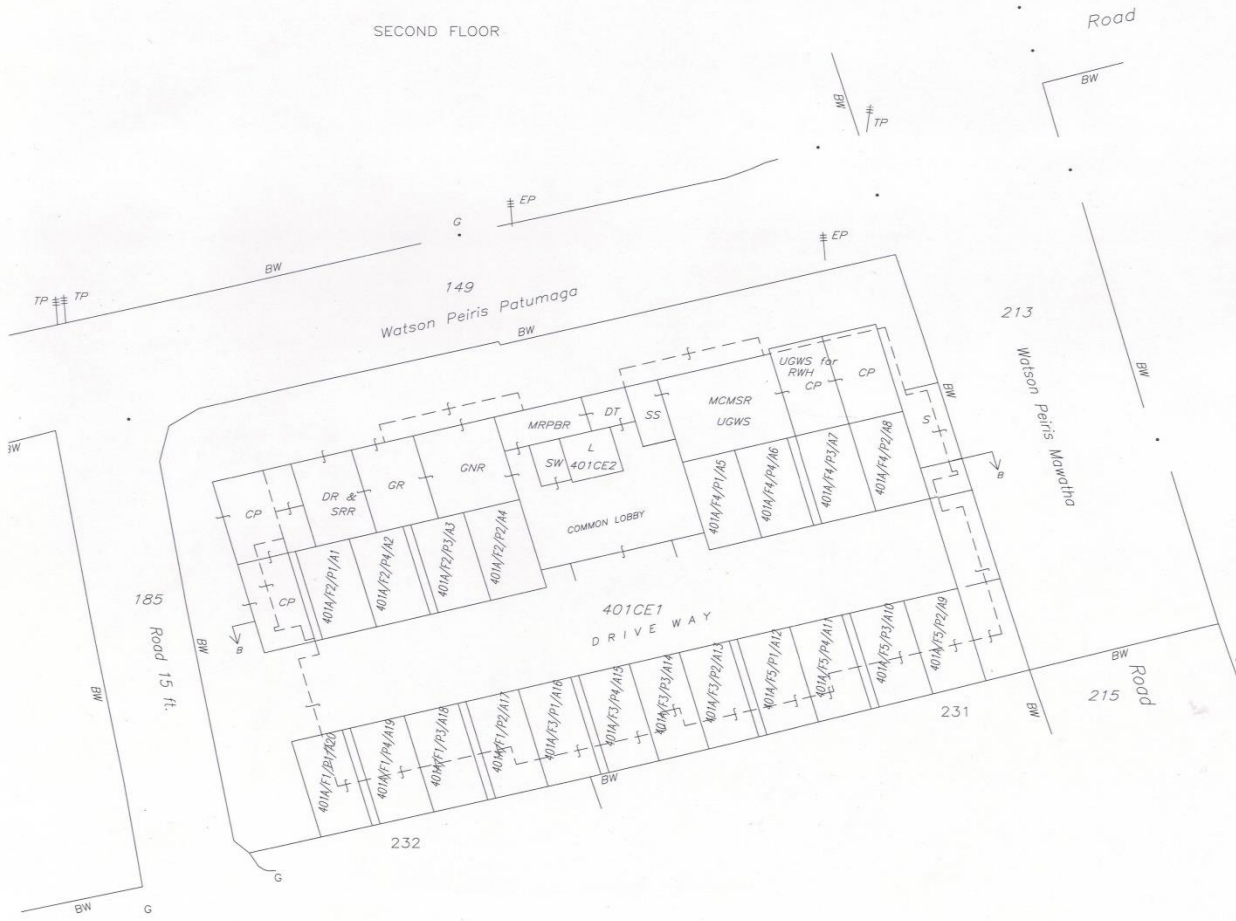 SECOND FLOOR
Road
BW
BW
TP
EP
G
BW
EP
TP
TP
149
Watson Peiris Patumaga
BW
213
Watson Peiris Mawatha
BW
BW
BW
UGWS for
RWH
CP
CP
MCMSR
UGWS
SS
DT
MRPBR
L
401CE2
SW
GNR
GR
DR &
SRR
CP
CP
S
B
B
COMMON LOBBY
401A/F2/P1/A1
401A/F2/P4/A2
401A/F2/P3/A3
401A/F2/P2/A4
401A/F4/P1/A5
401A/F4/P4/A6
401A/F4/P3/A7
401A/F4/P2/A8
185
Road 15 ft.
BW
BW
401CE1
DRIVE WAY
401A/F1/P1/A20
401A/F1/P4/A19
401A/F1/P3/A18
401A/F1/P2/A17
401A/F3/P1/A16
401A/F3/P4/A15
401A/F3/P3/A14
401A/F3/P2/A13
401A/F5/P1/A12
401A/F5/P4/A11
401A/F5/P3/A10
401A/F5/P2/A9
BW
Road
215
231
BW
BW
232
G
BW
G